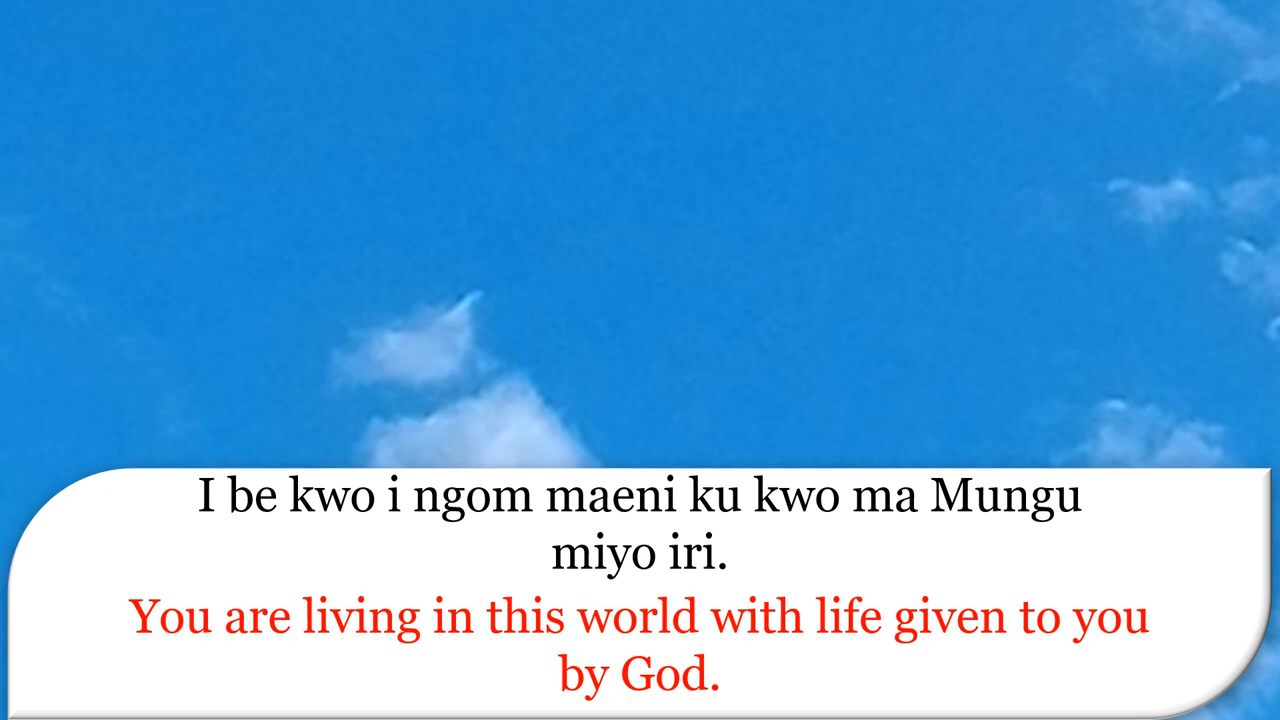 I be kwo i ngom maeni ku kwo ma Mungu
miyo iri.
You are living in this world with life given to you
by God.